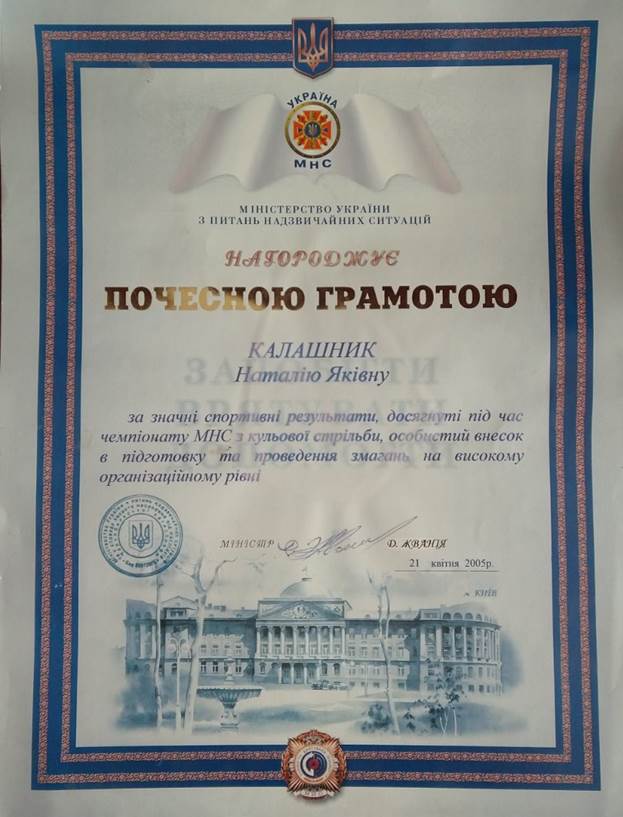 УКРАЇНА
МНС
МІНІСТЕРСТВО УКРАЇНИ
З ПИТАНЬ НАДЗВИЧАЙНИХ СИТУАЦІЙ
НАГОРОДЖУЄ
ПОЧЕСНОЮ ГРАМОТОЮ
КАЛАШНИК
Наталію Яківну
за значні спортивні результати, досягнуті під час
чемпіонату МНС з кульової стрільби, особистий внесок
в підготовку та проведення змагань на високому
організаційному рівні
МІНІСТР Д. ЖВАНІЯ
21 квітня 2005р.
м. КИЇВ